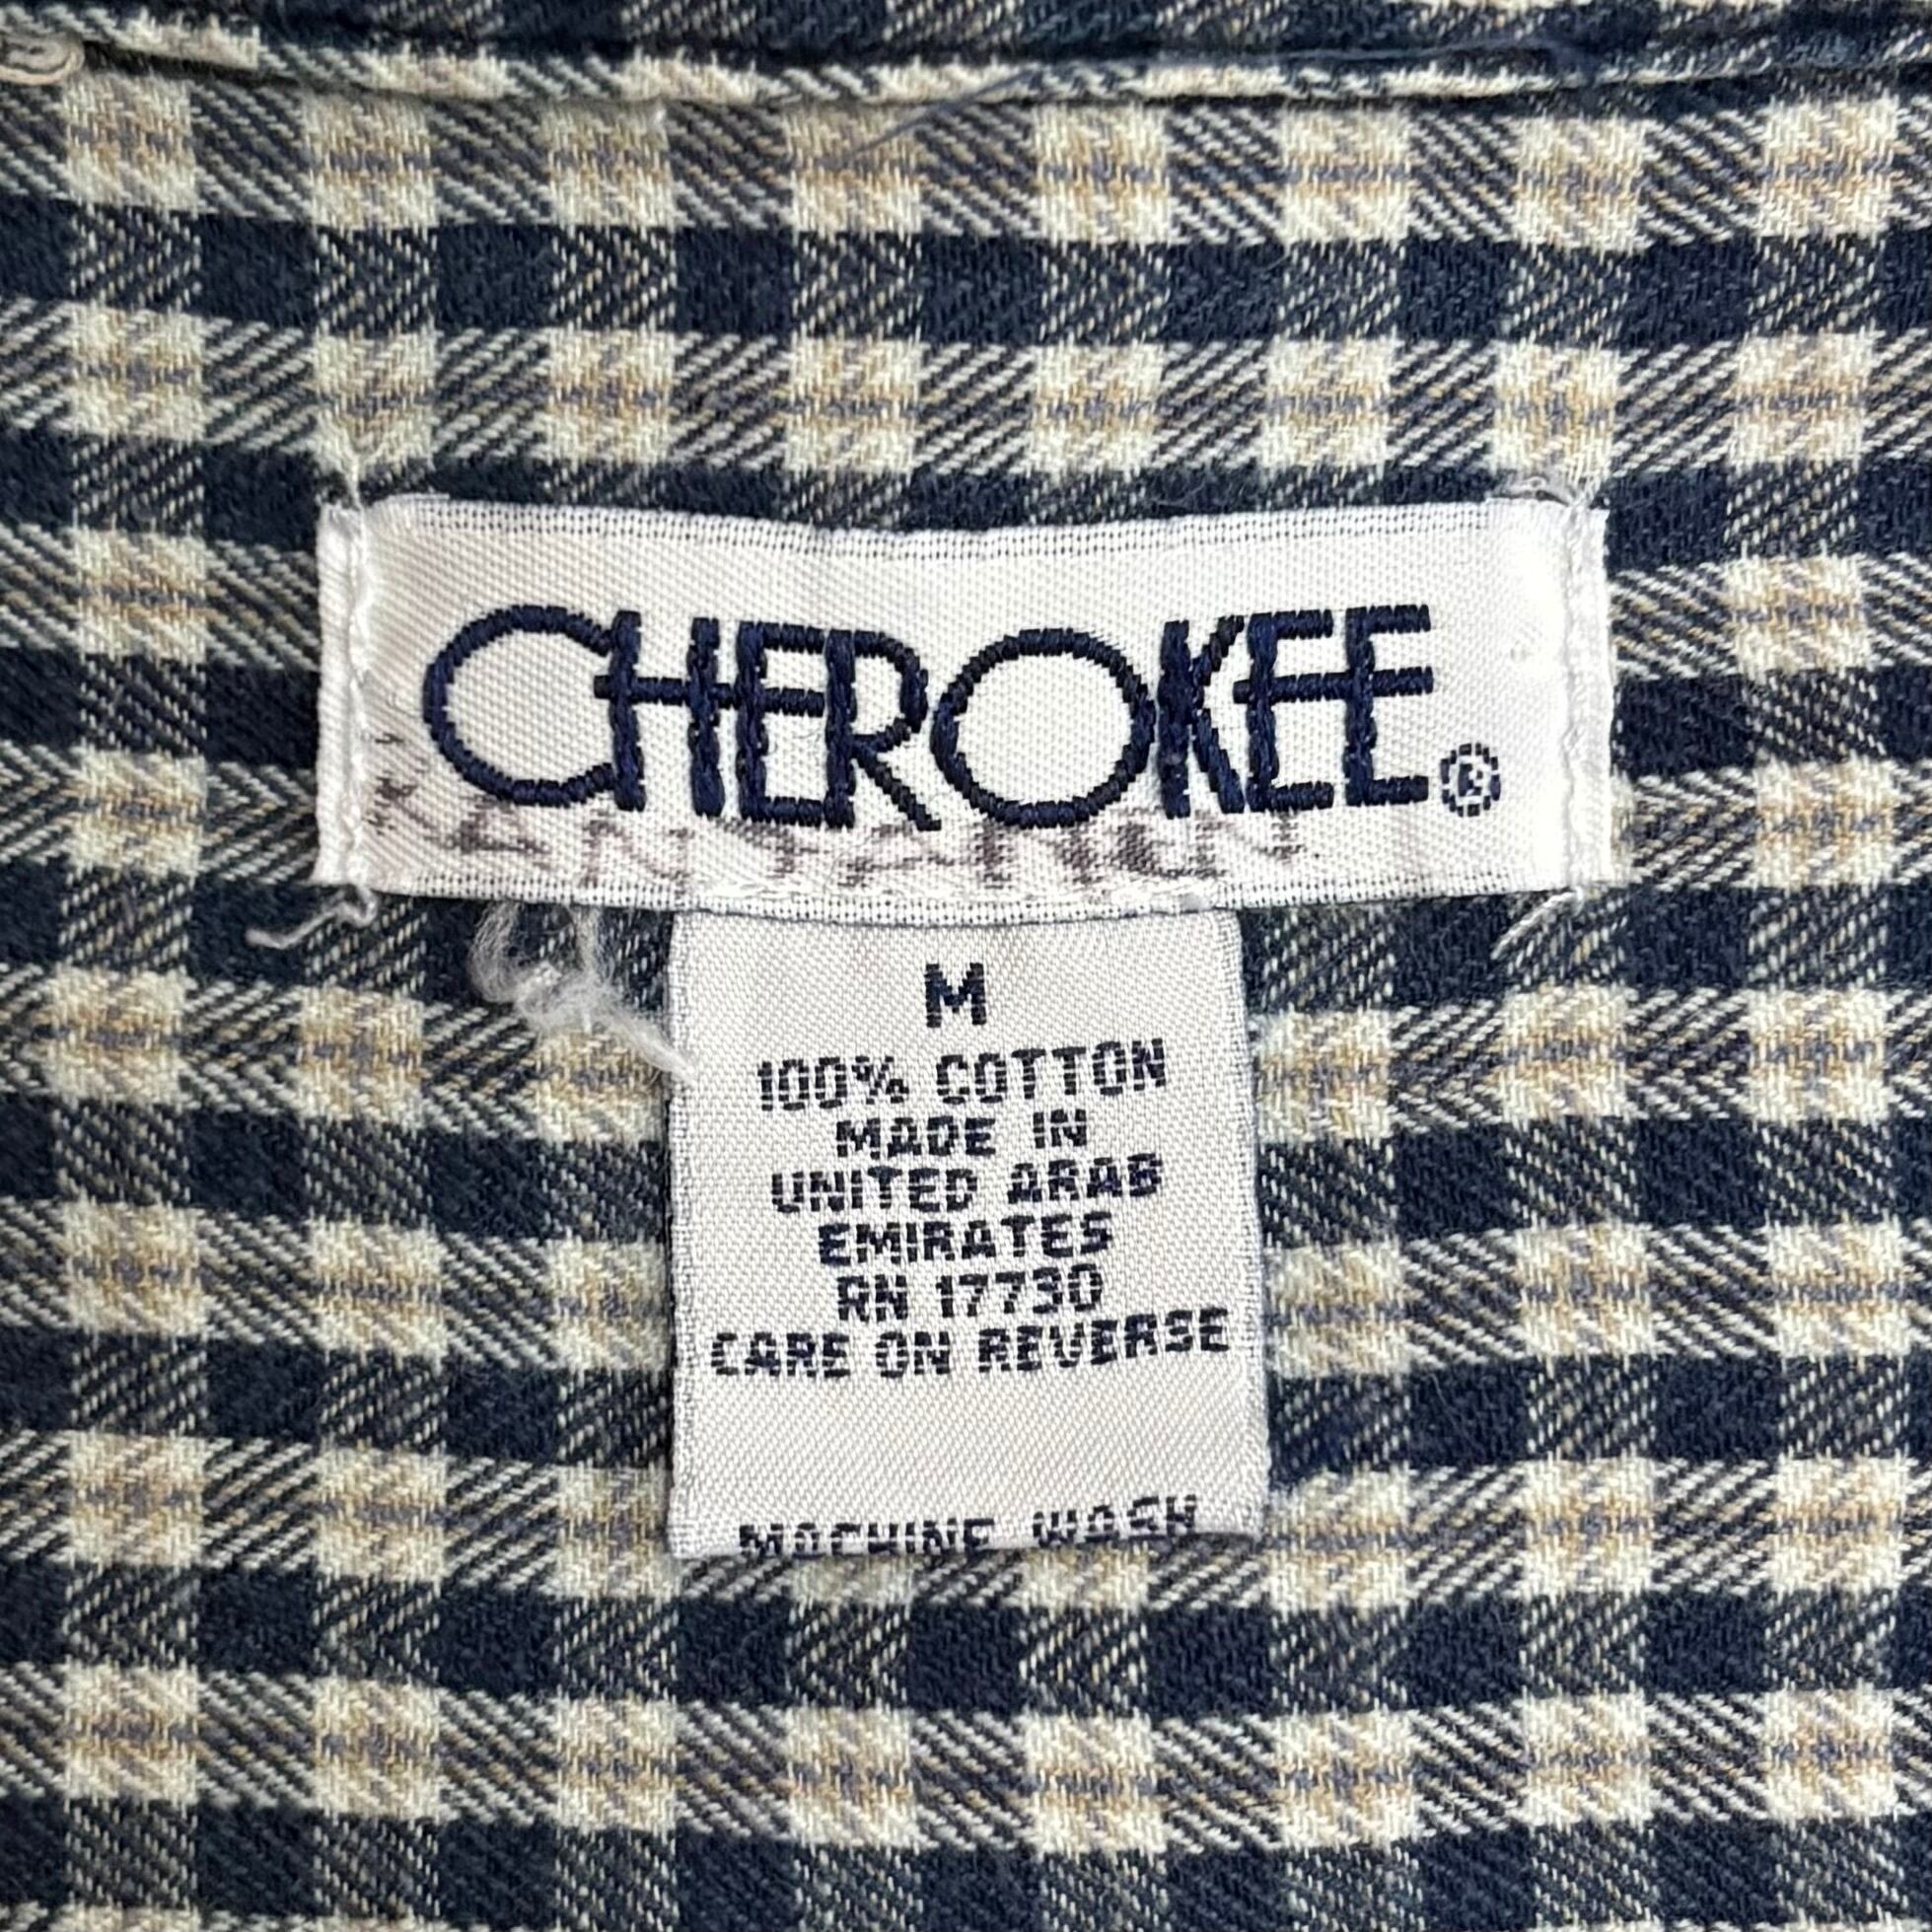 CHEROKEE®
M
100% COTTON
MADE IN
UNITED ARAB
EMIRATES
RN 17730
CARE ON REVERSE
MACHINE WASH